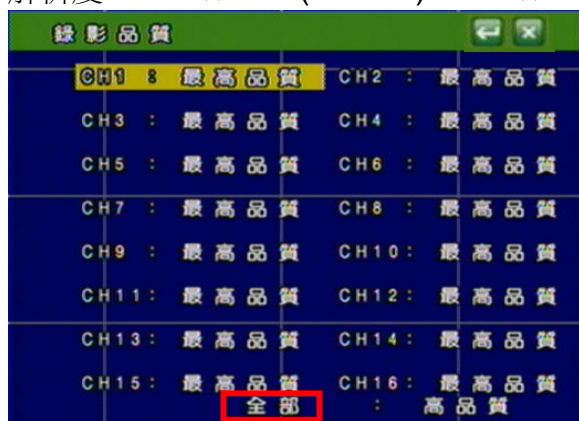 錄影品質
CH1 : 最高品質 CH2 : 最高品質
CH3 : 最高品質 CH4 : 最高品質
CH5 : 最高品質 CH6 : 最高品質
CH7 : 最高品質 CH8 : 最高品質
CH9 : 最高品質 CH10: 最高品質
CH11: 最高品質 CH12: 最高品質
CH13: 最高品質 CH14: 最高品質
CH15: 最高品質 CH16: 最高品質
全部 : 高品質